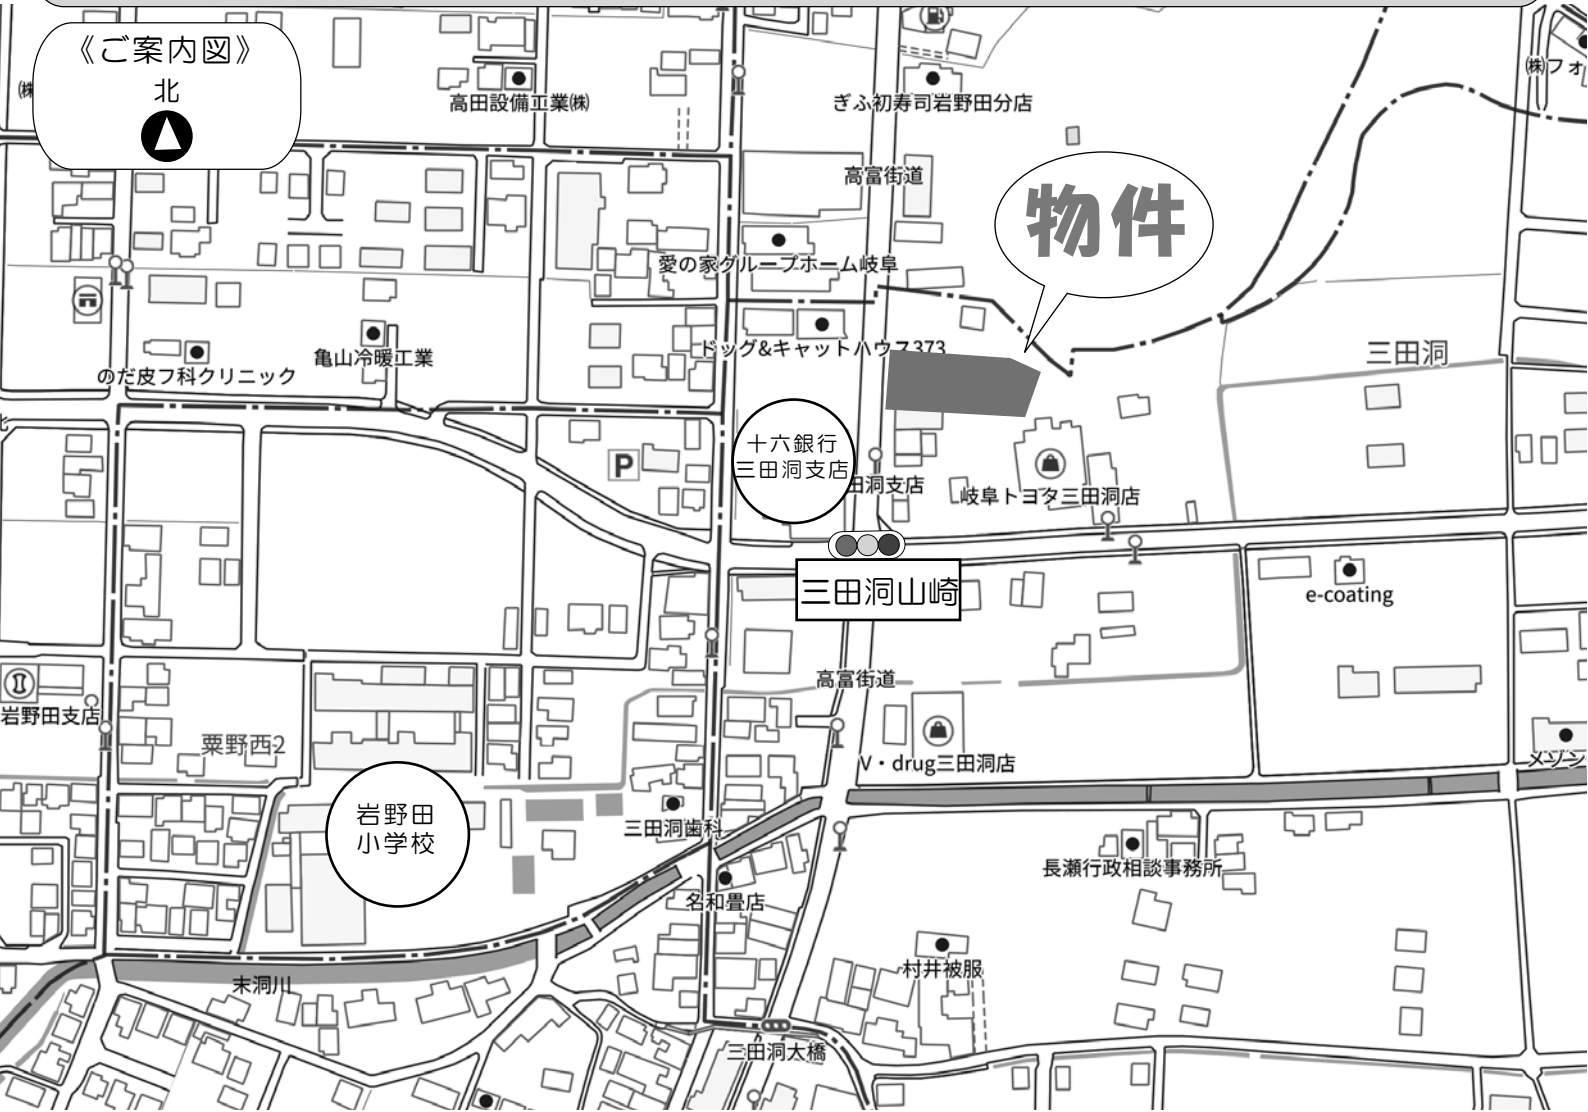 《ご案内図》
北
㈱
高田設備工業㈱
ぎふ初寿司岩野田分店
㈱フォ
高富街道
物件
愛の家グループホーム岐阜
ドッグ&キャットハウス373
三田洞
亀山冷暖工業
のだ皮フ科クリニック
北
十六銀行
三田洞支店
P
田洞支店
岐阜トヨタ三田洞店
三田洞山崎
e-coating
高富街道
岩野田支店
粟野西2
V・drug三田洞店
メゾン
岩野田
小学校
三田洞歯科
長瀬行政相談事務所
名和畳店
村井被服
末洞川
三田洞大橋